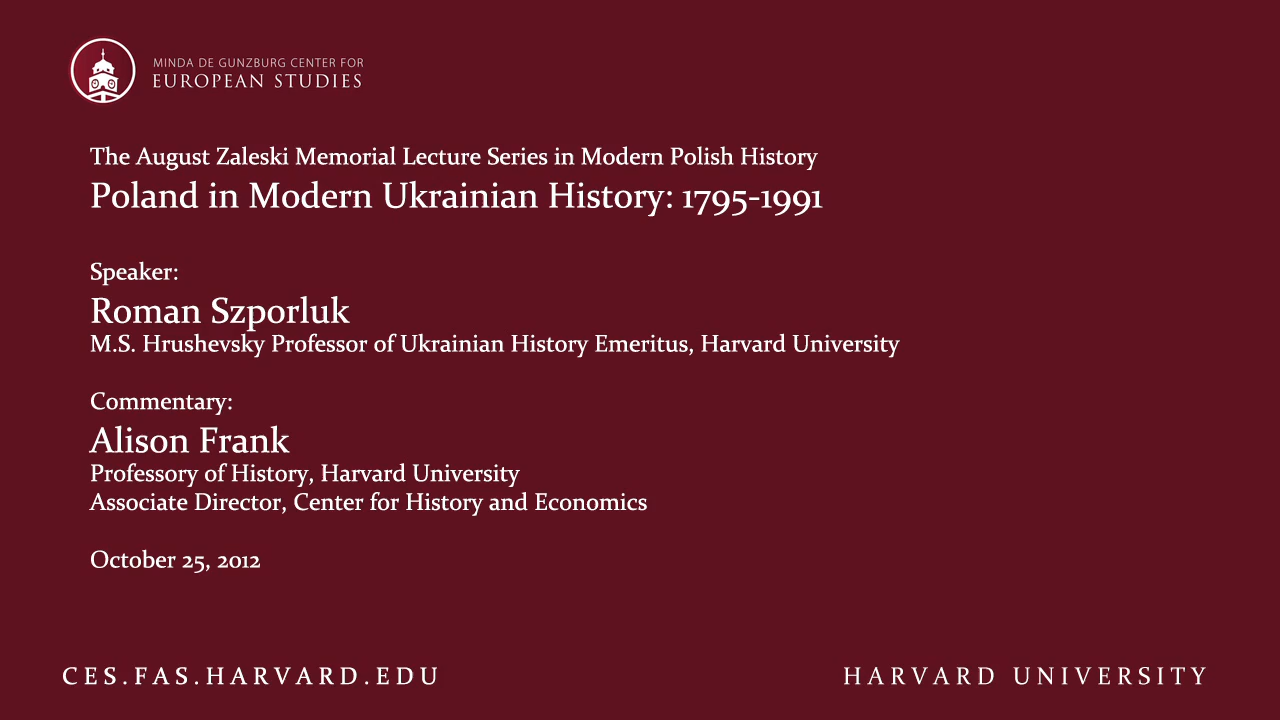 MINDA DE GUNZBURG CENTER FOR
EUROPEAN STUDIES
The August Zaleski Memorial Lecture Series in Modern Polish History
Poland in Modern Ukrainian History: 1795-1991
Speaker:
Roman Szporluk
M.S. Hrushevsky Professor of Ukrainian History Emeritus, Harvard University
Commentary:
Alison Frank
Professory of History, Harvard University
Associate Director, Center for History and Economics
October 25, 2012
CES.FAS.HARVARD.EDU
HARVARD UNIVERSITY